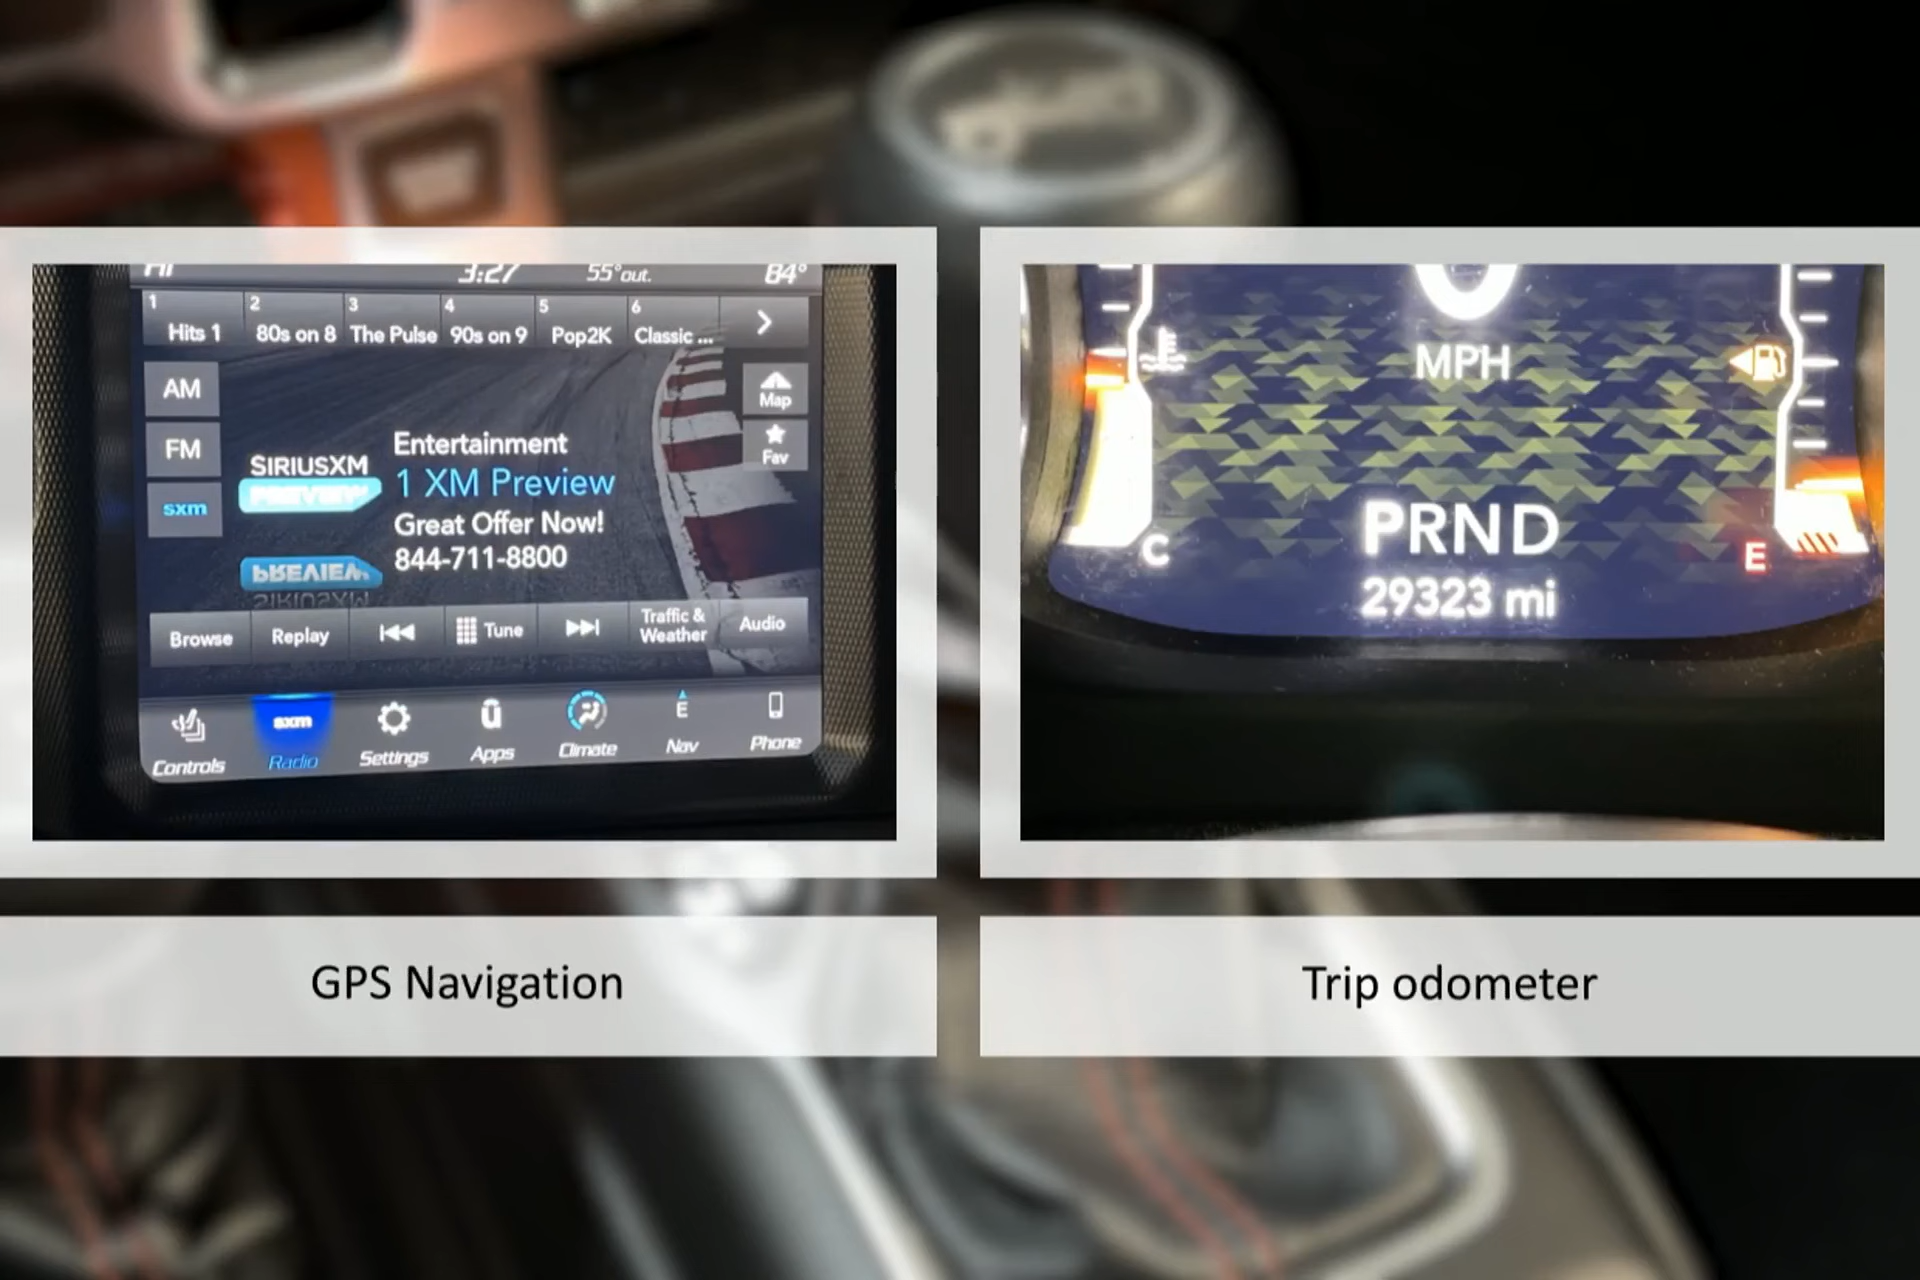 3:27 55°out. 84°
1 2 3 4 5 6
Hits 1 80s on 8 The Pulse 90s on 9 Pop2K Classic ...
AM
FM
sxm
Map
Fav
SIRIUSXM
PREVIEW
Entertainment
1 XM Preview
Great Offer Now!
844-711-8800
Browse Replay Tune Traffic & Weather Audio
Controls
sxm
Radio
Settings
ū
Apps
Climate
E
Nav
Phone
0
MPH
C
E
PRND
29323 mi
GPS Navigation
Trip odometer